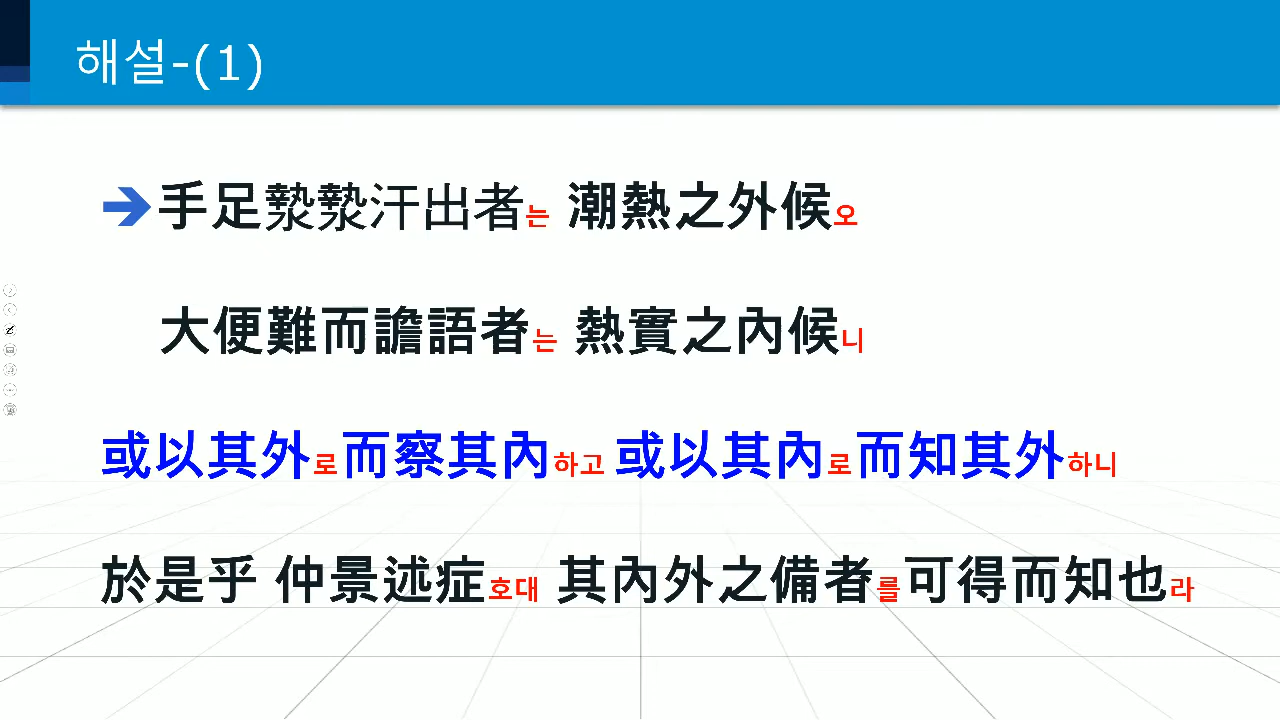 해설-(1)
➔手足漐漐汗出者는 潮熱之外候오
大便難而譫語者는 熱實之內候니
或以其外로而察其內하고 或以其內로而知其外하니
於是乎 仲景述症호대 其內外之備者를可得而知也라